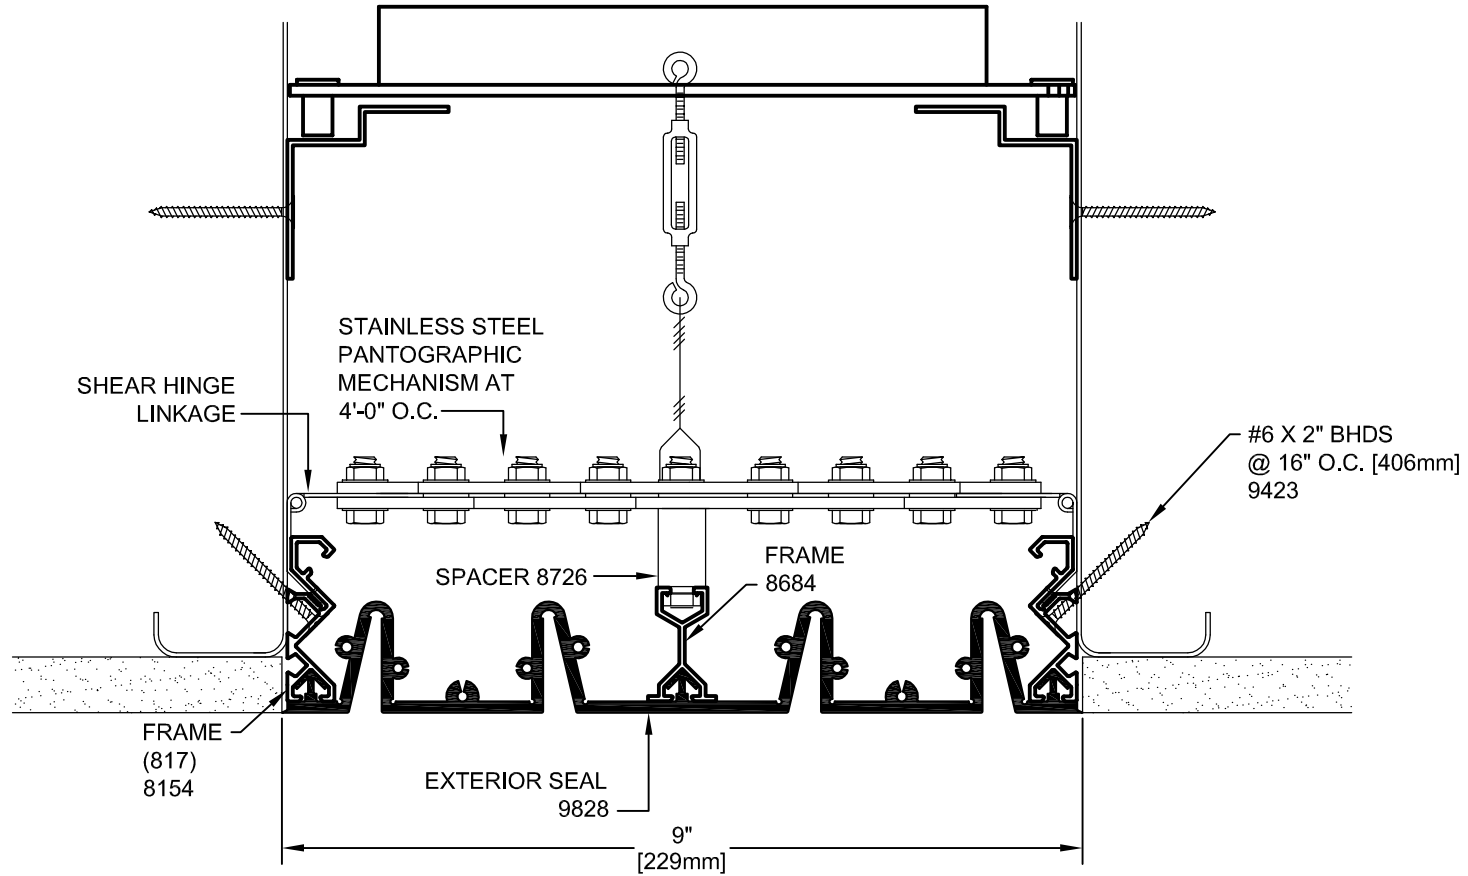 STAINLESS STEEL
PANTOGRAPHIC
MECHANISM AT
4'-0" O.C.
SHEAR HINGE
LINKAGE
#6 X 2" BHDS
@ 16" O.C. [406mm]
9423
SPACER 8726
FRAME
8684
FRAME
(817)
8154
EXTERIOR SEAL
9828
9"
[229mm]